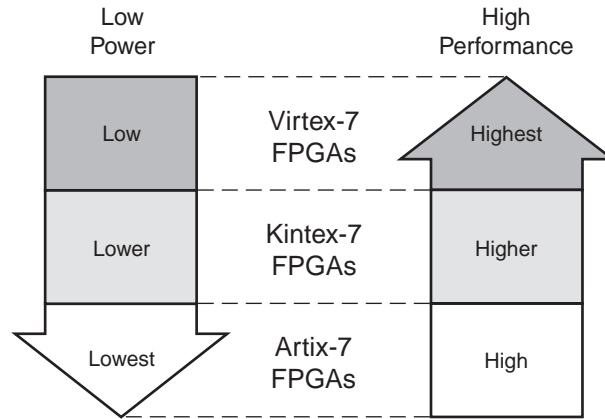 Low
Power
High
Performance
Low
Virtex-7
FPGAs
Highest
Lower
Kintex-7
FPGAs
Higher
Lowest
Artix-7
FPGAs
High